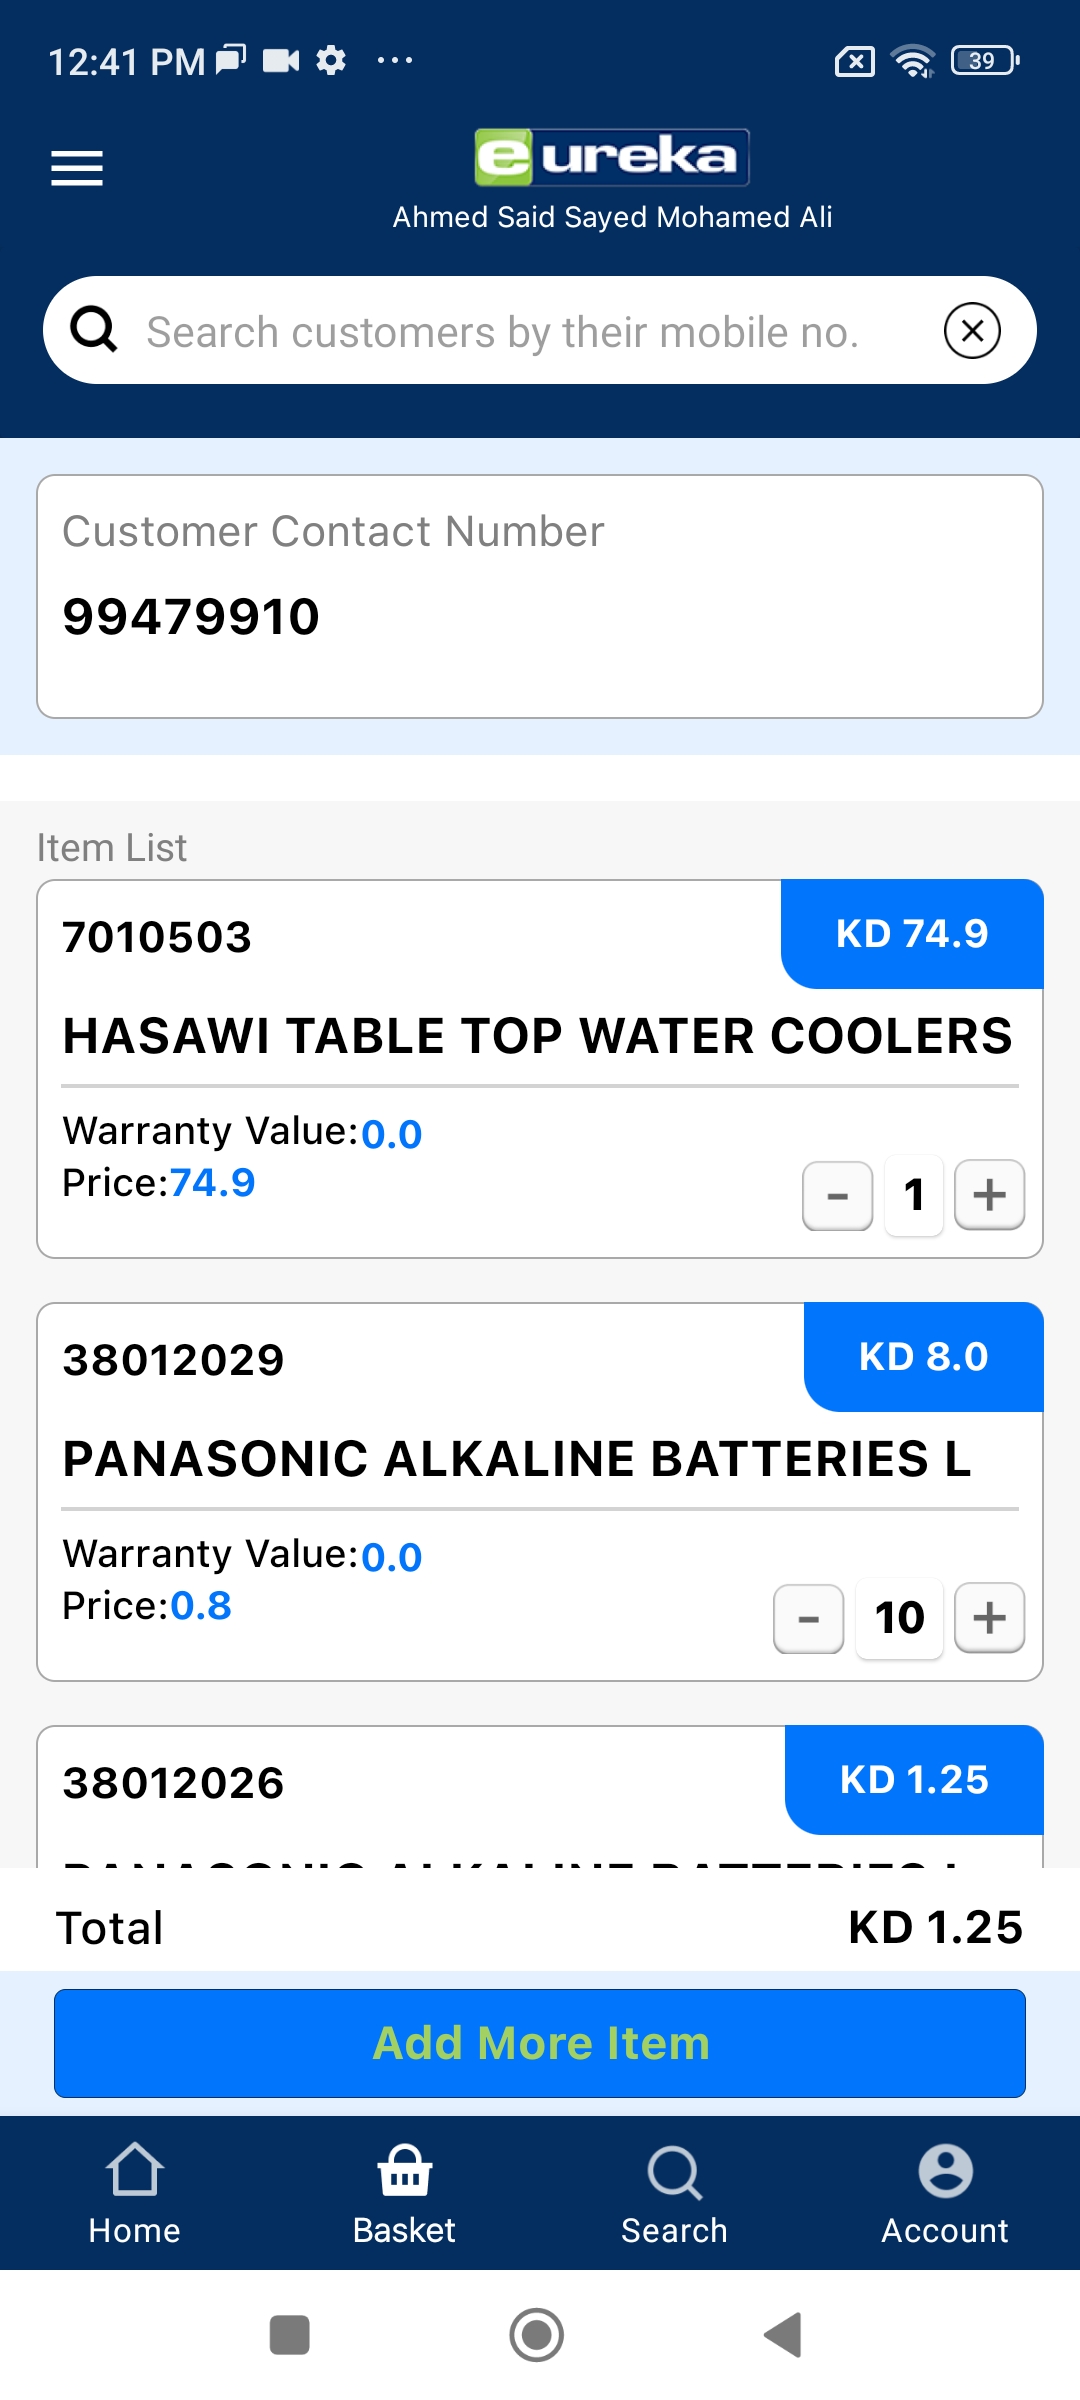 12:41 PM
39
eureka
Ahmed Said Sayed Mohamed Ali
Search customers by their mobile no.
Customer Contact Number
99479910
Item List
7010503
KD 74.9
HASAWI TABLE TOP WATER COOLERS
Warranty Value:0.0
Price:74.9
- 1 +
38012029
KD 8.0
PANASONIC ALKALINE BATTERIES L
Warranty Value:0.0
Price:0.8
- 10 +
38012026
KD 1.25
PANASONIC ALKALINE BATTERIES L
Total
KD 1.25
Add More Item
Home
Basket
Search
Account